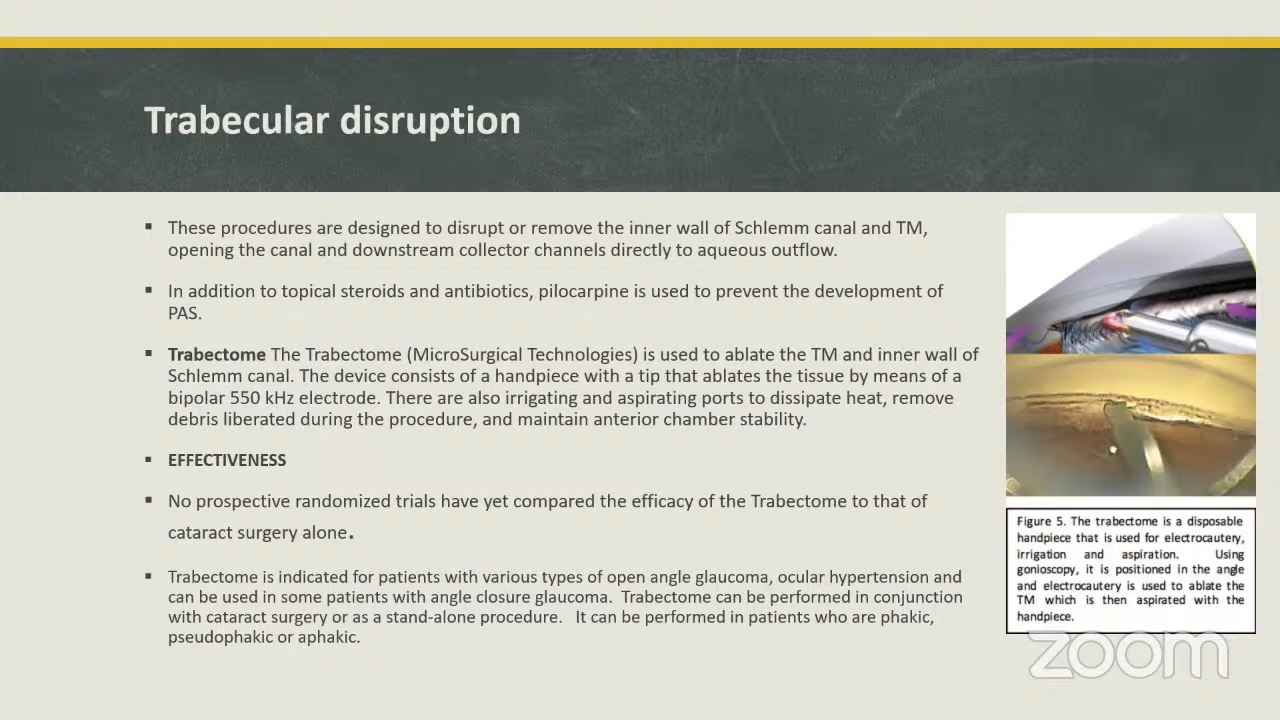 Trabecular disruption
▪ These procedures are designed to disrupt or remove the inner wall of Schlemm canal and TM,
opening the canal and downstream collector channels directly to aqueous outflow.
▪ In addition to topical steroids and antibiotics, pilocarpine is used to prevent the development of
PAS.
▪ Trabectome The Trabectome (MicroSurgical Technologies) is used to ablate the TM and inner wall of
Schlemm canal. The device consists of a handpiece with a tip that ablates the tissue by means of a
bipolar 550 kHz electrode. There are also irrigating and aspirating ports to dissipate heat, remove
debris liberated during the procedure, and maintain anterior chamber stability.
▪ EFFECTIVENESS
▪ No prospective randomized trials have yet compared the efficacy of the Trabectome to that of
cataract surgery alone.
▪ Trabectome is indicated for patients with various types of open angle glaucoma, ocular hypertension and
can be used in some patients with angle closure glaucoma. Trabectome can be performed in conjunction
with cataract surgery or as a stand-alone procedure. It can be performed in patients who are phakic,
pseudophakic or aphakic.
Figure 5. The trabectome is a disposable
handpiece that is used for electrocautery,
irrigation and aspiration. Using
gonioscopy, it is positioned in the angle
and electrocautery is used to ablate the
TM which is then aspirated with the
handpiece.
zoom